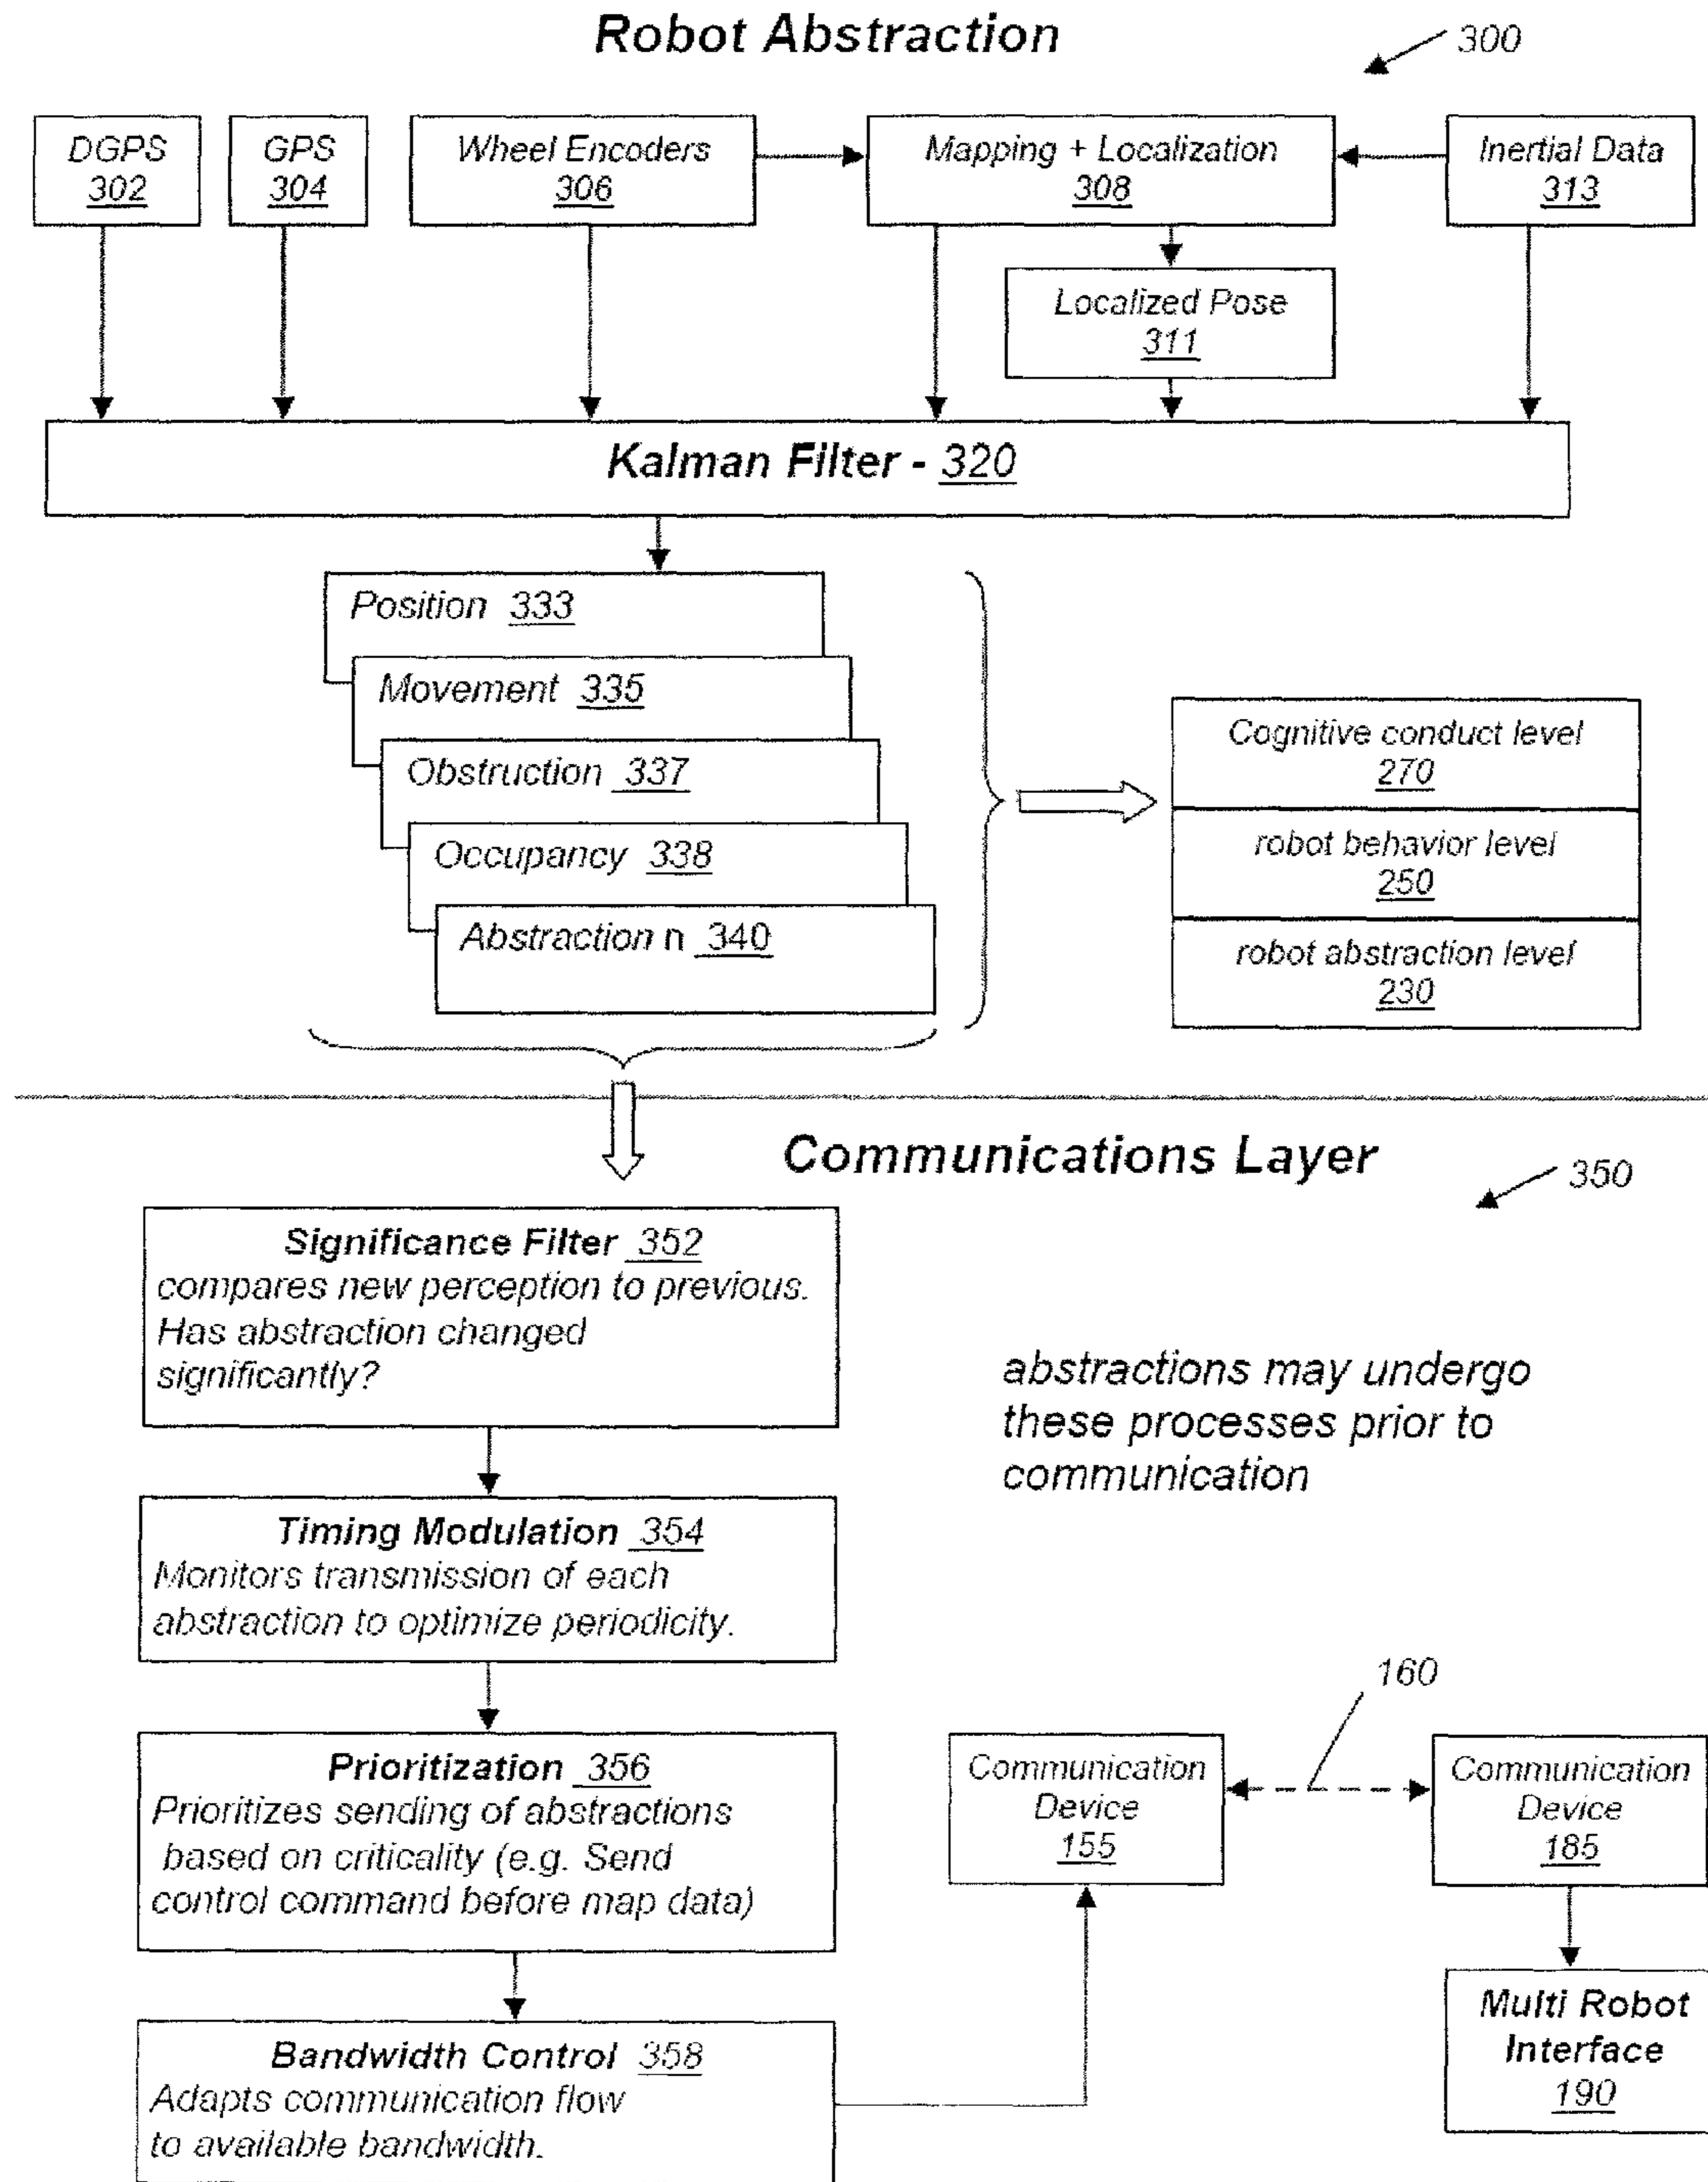 Robot Abstraction
300
DGPS
302
GPS
304
Wheel Encoders
306
Mapping + Localization
308
Inertial Data
313
Localized Pose
311
Kalman Filter - 320
Position 333
Movement 335
Obstruction 337
Occupancy 338
Abstraction n 340
Cognitive conduct level
270
robot behavior level
250
robot abstraction level
230
Communications Layer
350
Significance Filter 352
compares new perception to previous.
Has abstraction changed
significantly?
abstractions may undergo
these processes prior to
communication
Timing Modulation 354
Monitors transmission of each
abstraction to optimize periodicity.
Prioritization 356
Prioritizes sending of abstractions
based on criticality (e.g. Send
control command before map data)
160
Communication
Device
155
Communication
Device
185
Multi Robot
Interface
190
Bandwidth Control 358
Adapts communication flow
to available bandwidth.